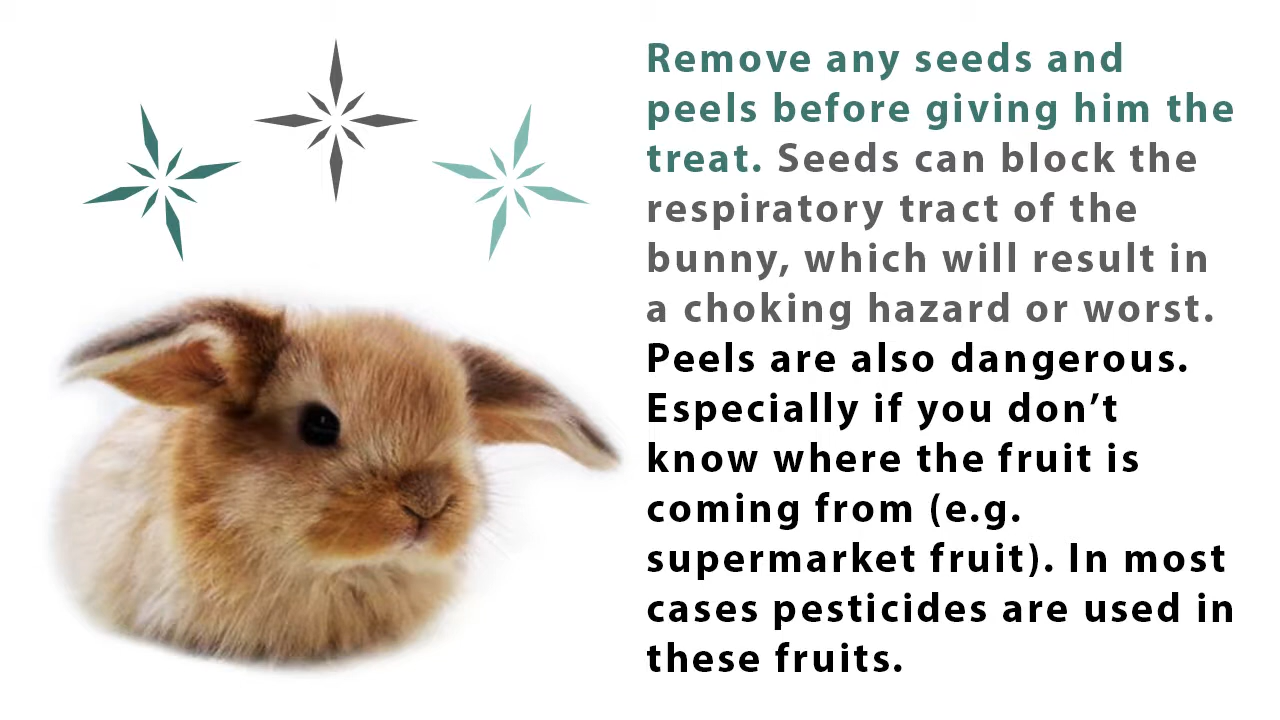 Remove any seeds and
peels before giving him the
treat. Seeds can block the
respiratory tract of the
bunny, which will result in
a choking hazard or worst.
Peels are also dangerous.
Especially if you don’t
know where the fruit is
coming from (e.g.
supermarket fruit). In most
cases pesticides are used in
these fruits.